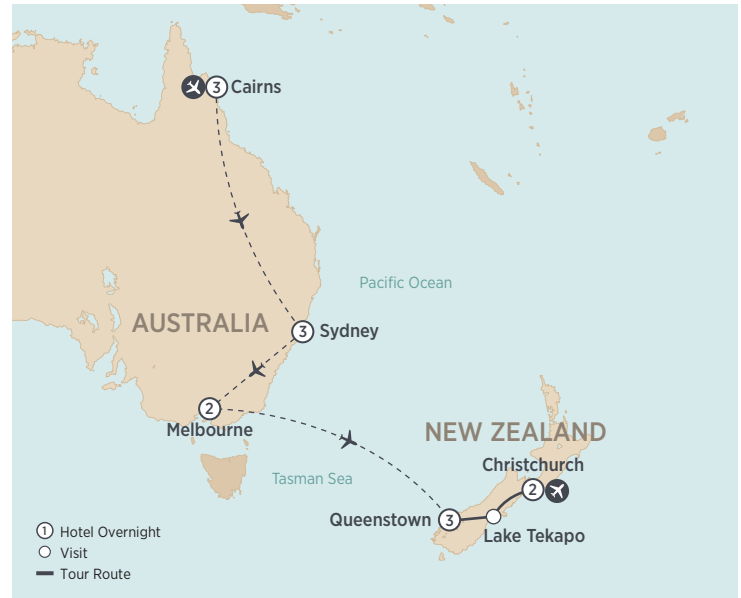 3 Cairns
Pacific Ocean
AUSTRALIA
3 Sydney
2
Melbourne
NEW ZEALAND
Christchurch
Tasman Sea
2
Queenstown 3
Lake Tekapo
1 Hotel Overnight
Visit
Tour Route